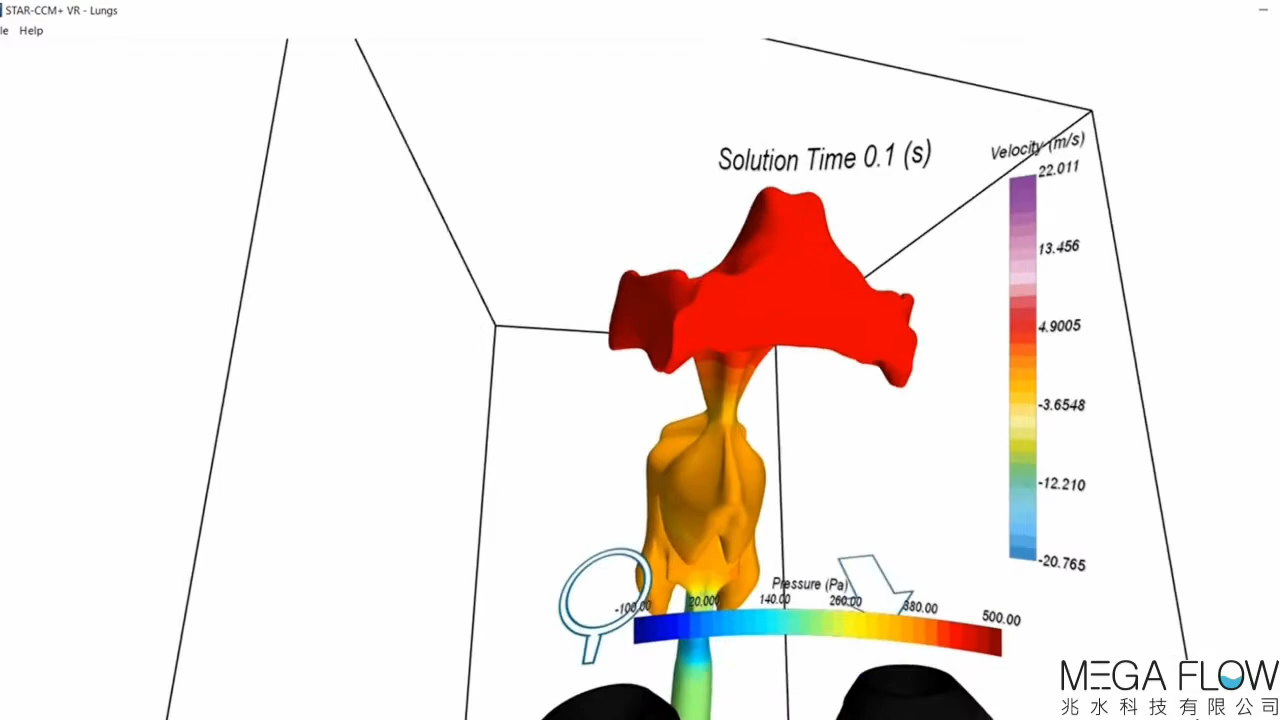 STAR-CCM+ VR - Lungs
le Help
Solution Time 0.1 (s)
Velocity (m/s)
22.011
13.456
4.9005
-3.6548
-12.210
-20.765
Pressure (Pa)
-100.00 20.000 140.00 260.00 380.00 500.00
MEGA FLOW
兆水科技有限公司